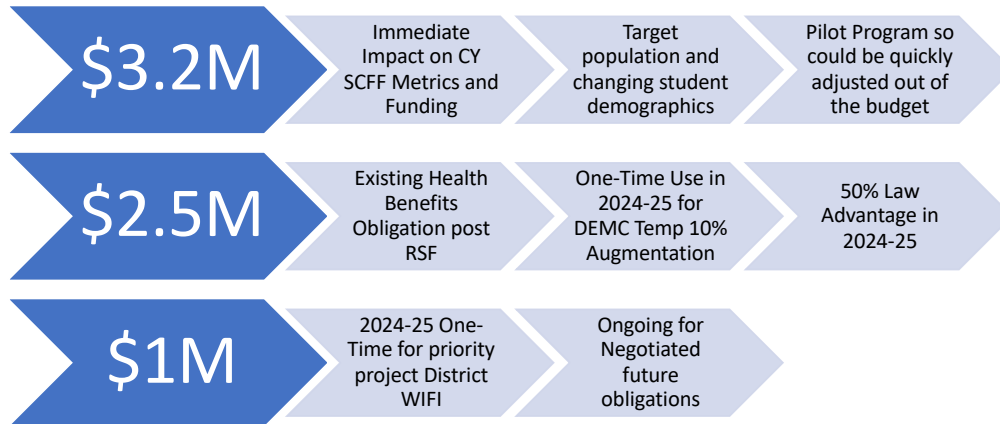 $3.2M
Immediate
Impact on CY
SCFF Metrics and
Funding
Target
population and
changing student
demographics
Pilot Program so
could be quickly
adjusted out of
the budget
$2.5M
Existing Health
Benefits
Obligation post
RSF
One-Time Use in
2024-25 for
DEMC Temp 10%
Augmentation
50% Law
Advantage in
2024-25
$1M
2024-25 One-
Time for priority
project District
WIFI
Ongoing for
Negotiated
future
obligations